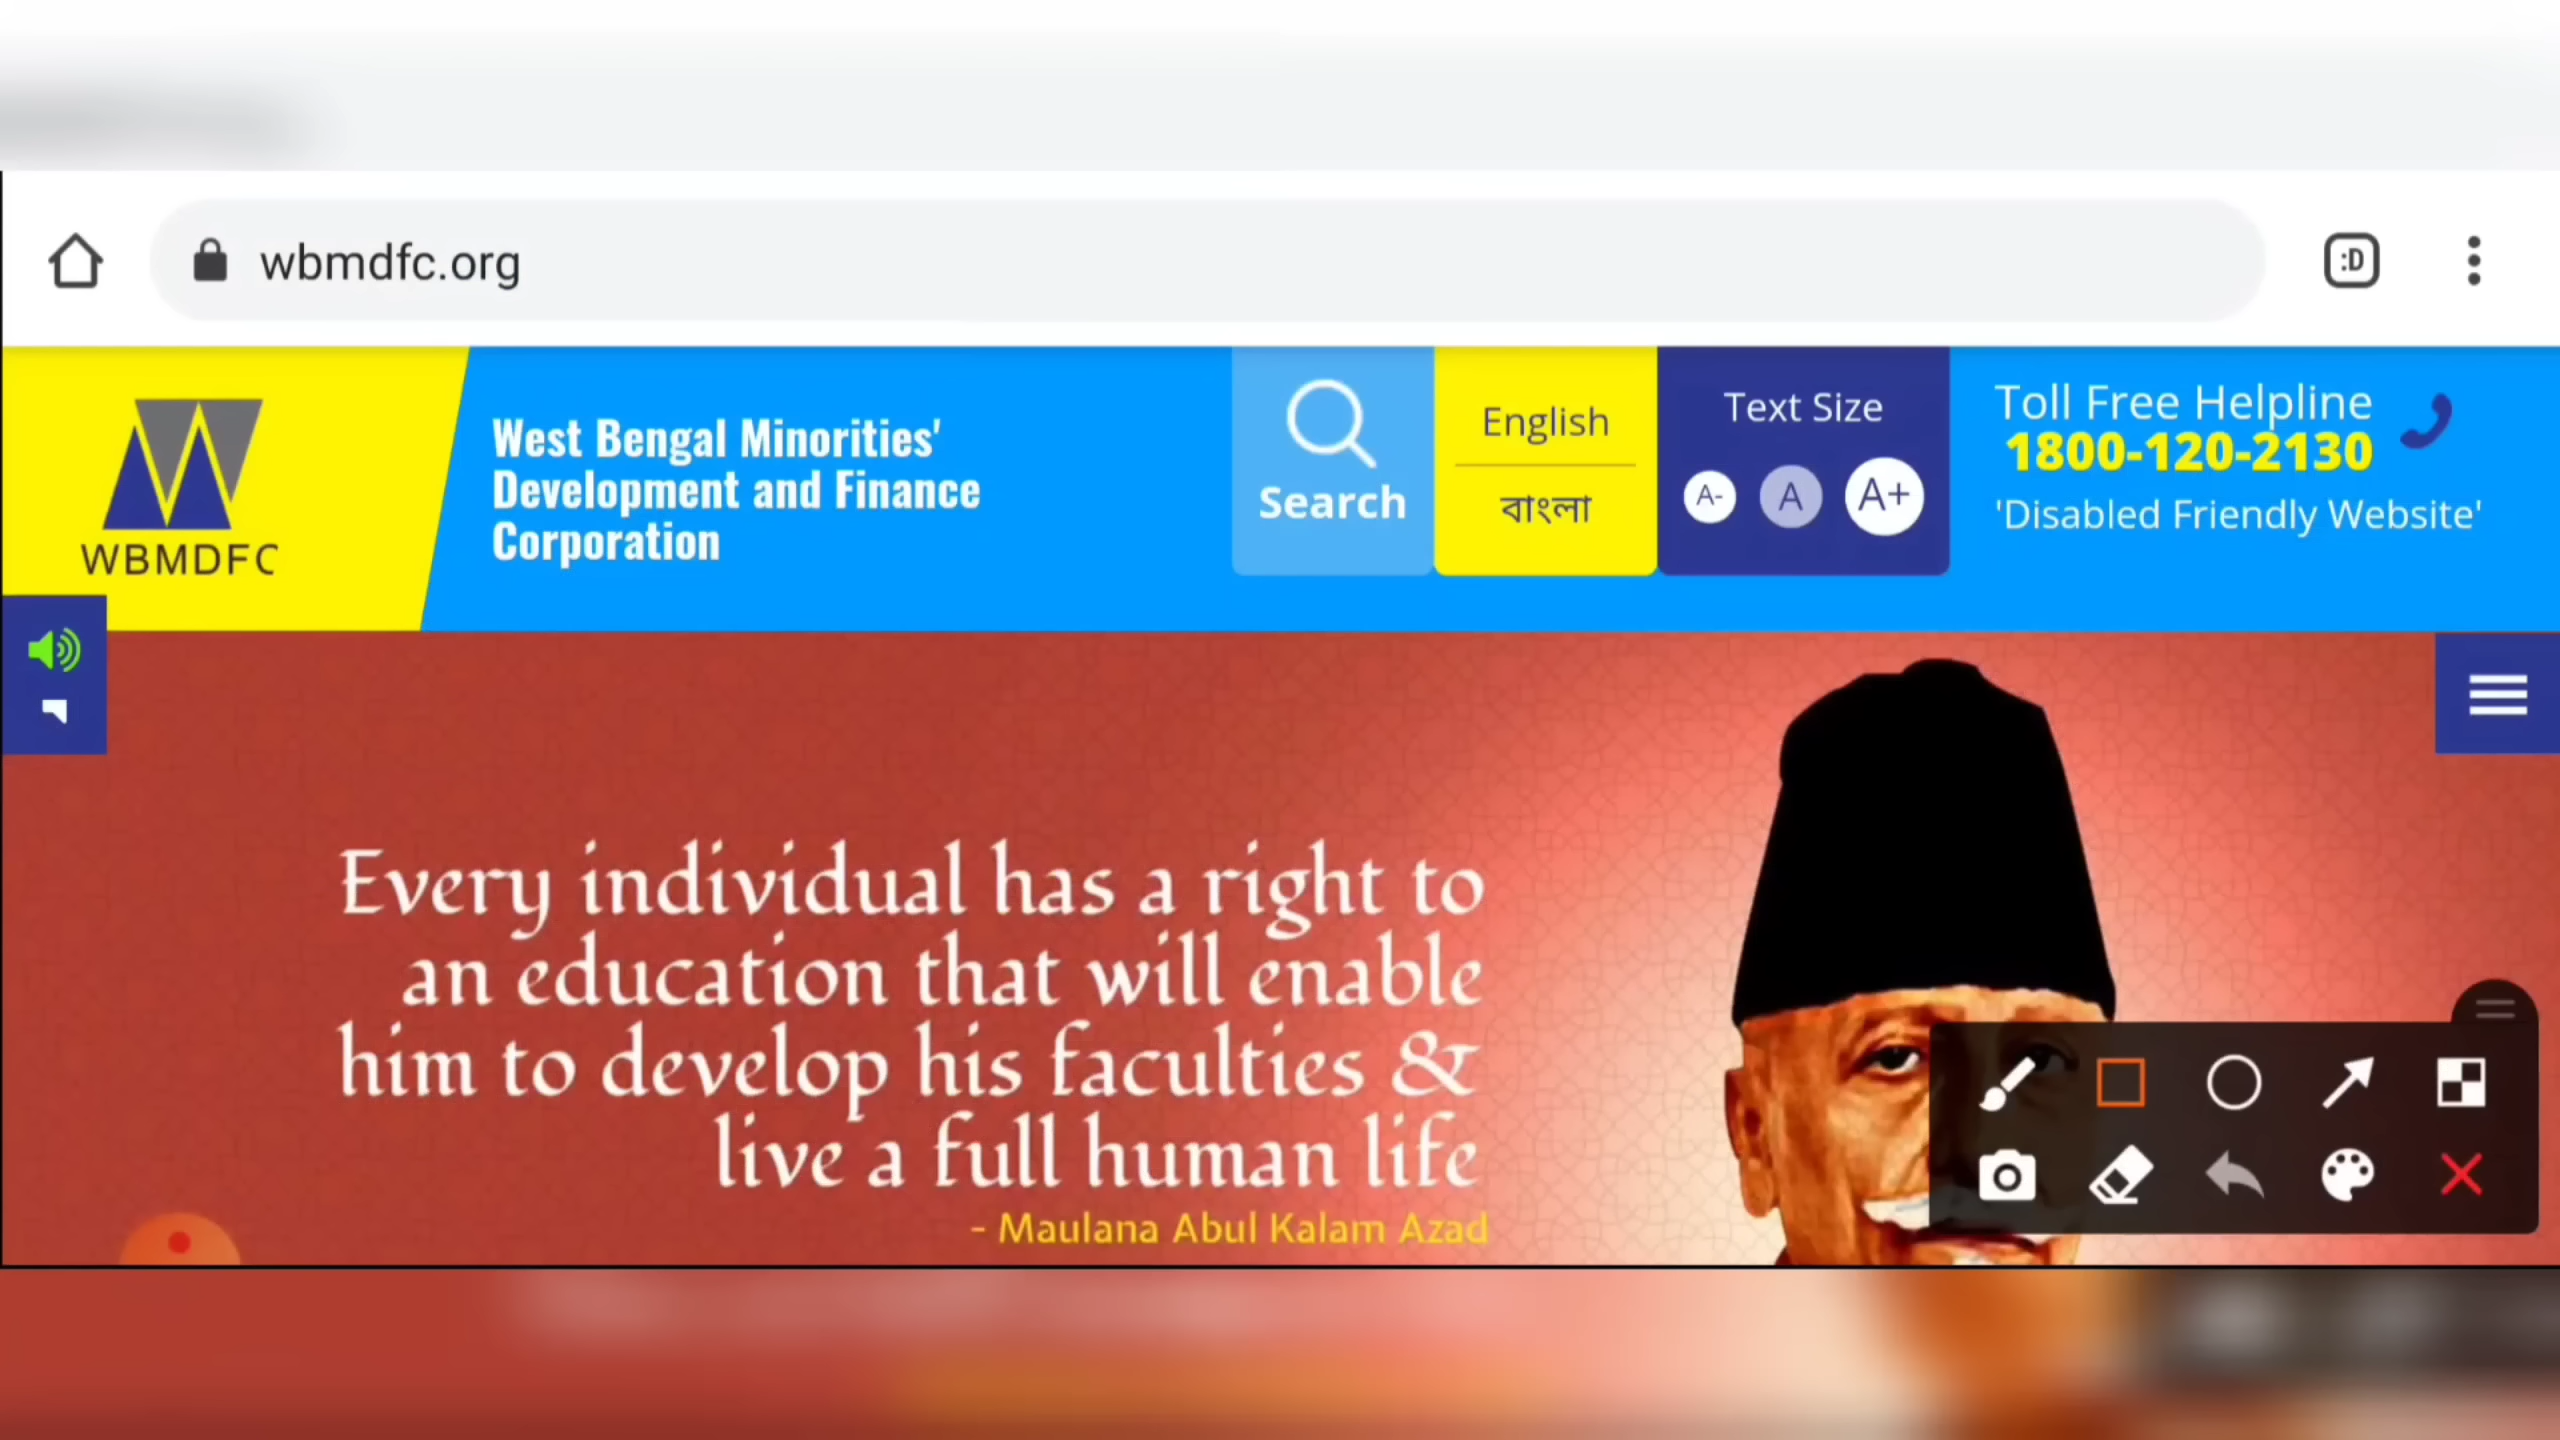 :D
wbmdfc.org
WBMDFC
West Bengal Minorities'
Development and Finance
Corporation
Search
English
বাংলা
Text Size
A-
A
A+
Toll Free Helpline
1800-120-2130
'Disabled Friendly Website'
Every individual has a right to
an education that will enable
him to develop his faculties &
live a full human life
- Maulana Abul Kalam Azad